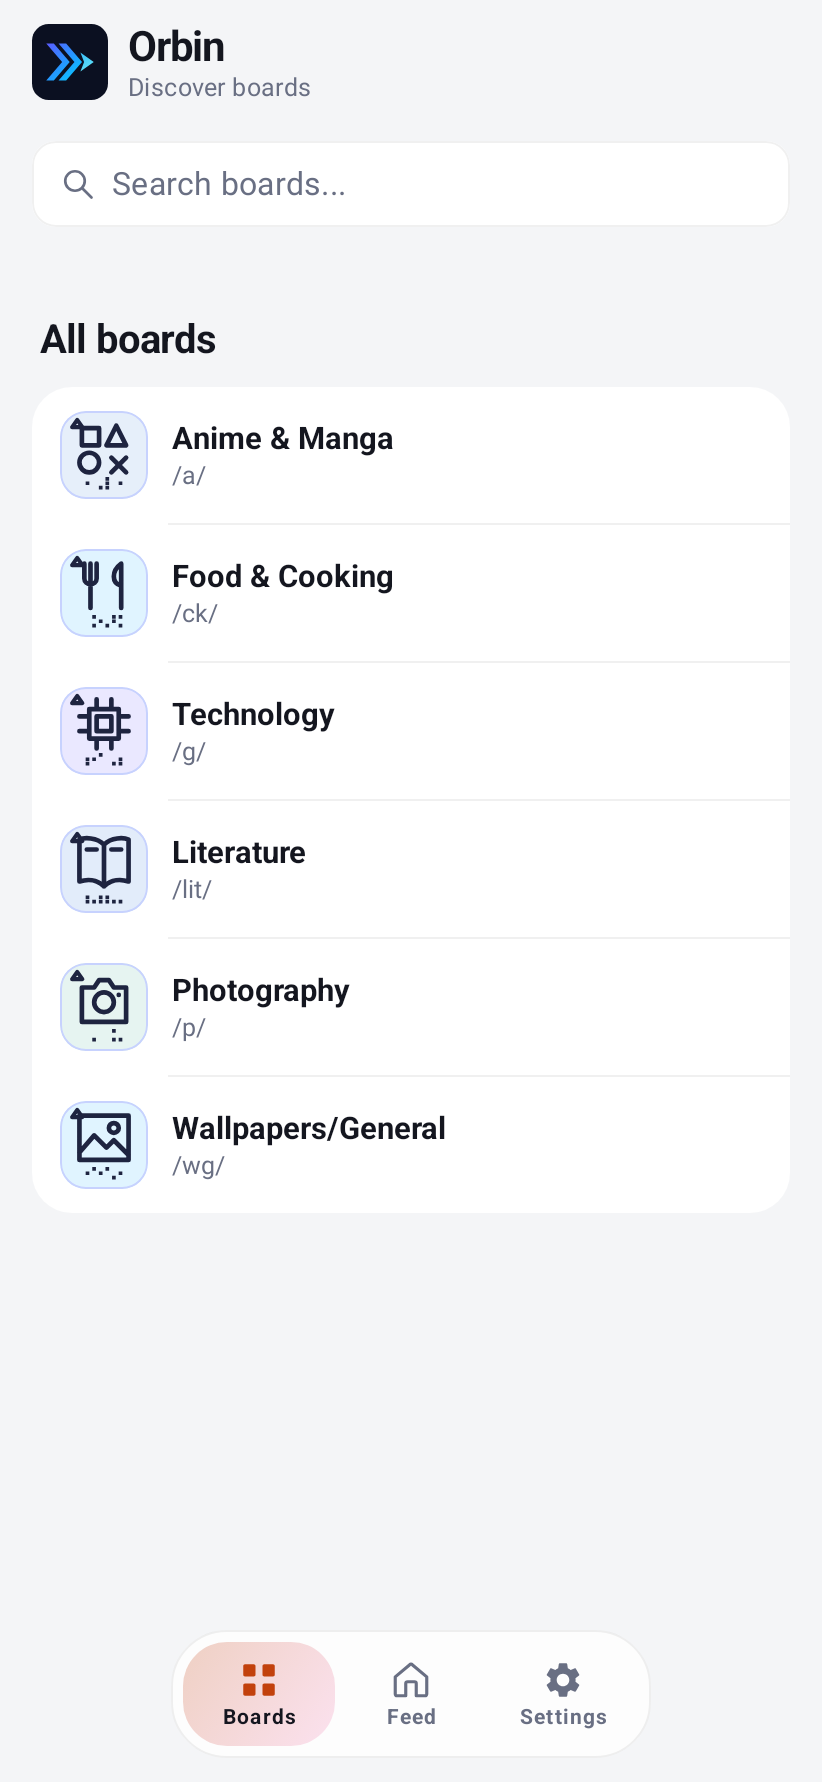 Orbin
Discover boards
Search boards...
All boards
Anime & Manga
/a/
Food & Cooking
/ck/
Technology
/g/
Literature
/lit/
Photography
/p/
Wallpapers/General
/wg/
Boards
Feed
Settings